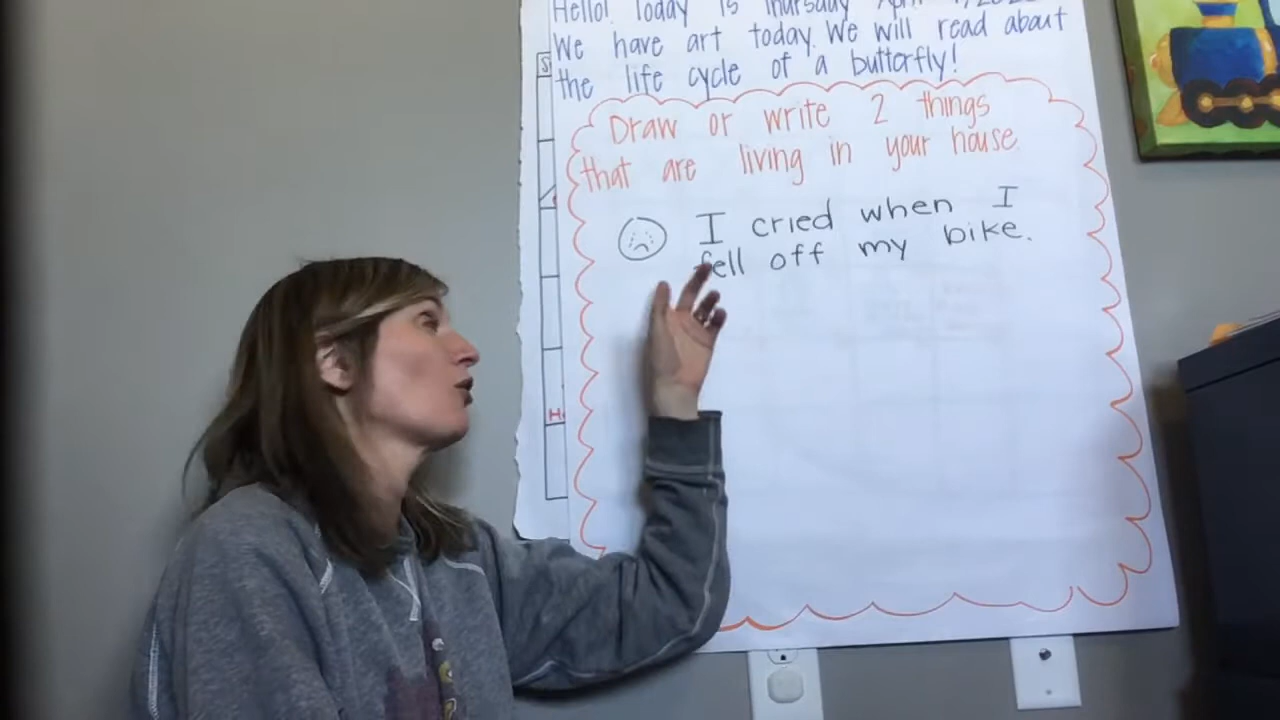 Hello! Today is Thursday April
We have art today. We will read about
the life cycle of a butterfly!
Draw or write 2 things
that are living in your house.
I cried when I
fell off my bike.